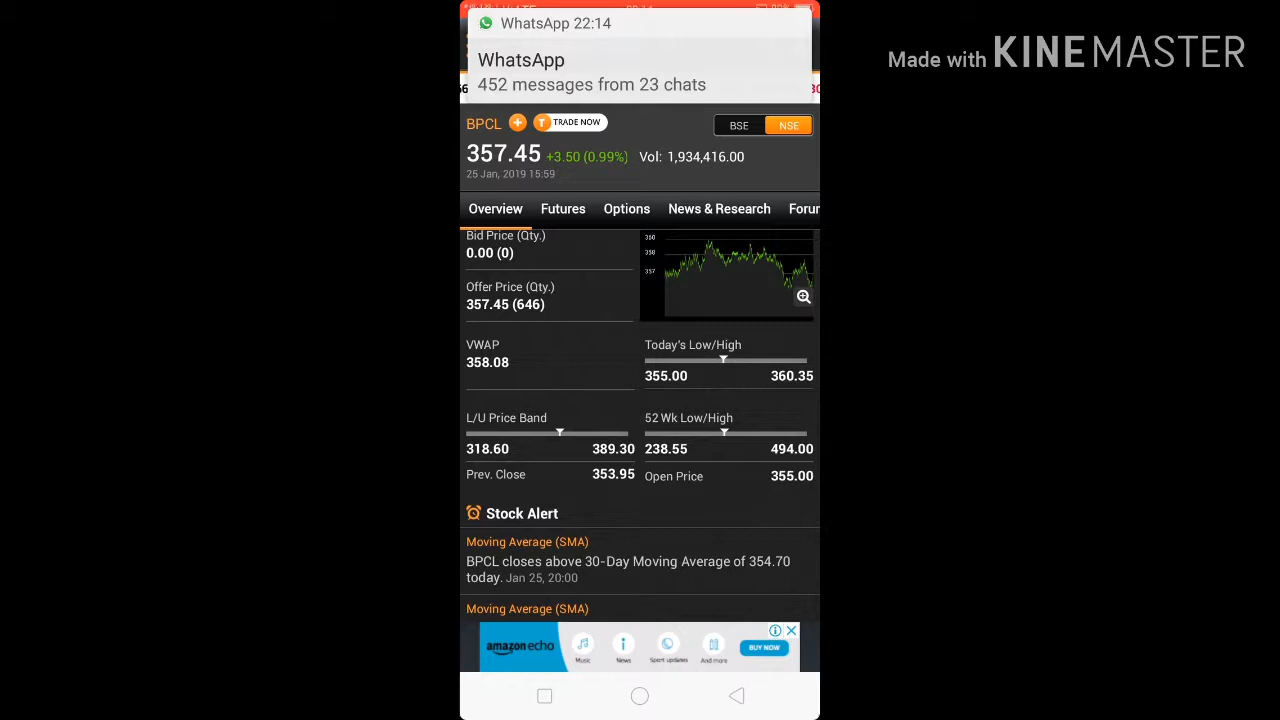 WhatsApp 22:14
WhatsApp
452 messages from 23 chats
Made with KINEMASTER
BPCL + T TRADE NOW
BSE NSE
357.45 +3.50 (0.99%) Vol: 1,934,416.00
25 Jan, 2019 15:59
Overview Futures Options News & Research Forur
Bid Price (Qty.)
0.00 (0)
360
358
357
Offer Price (Qty.)
357.45 (646)
VWAP
358.08
Today's Low/High
355.00 360.35
L/U Price Band
318.60 389.30
52 Wk Low/High
238.55 494.00
Prev. Close 353.95
Open Price 355.00
Stock Alert
Moving Average (SMA)
BPCL closes above 30-Day Moving Average of 354.70
today. Jan 25, 20:00
Moving Average (SMA)
amazon echo
Music News Sport updates And more
BUY NOW